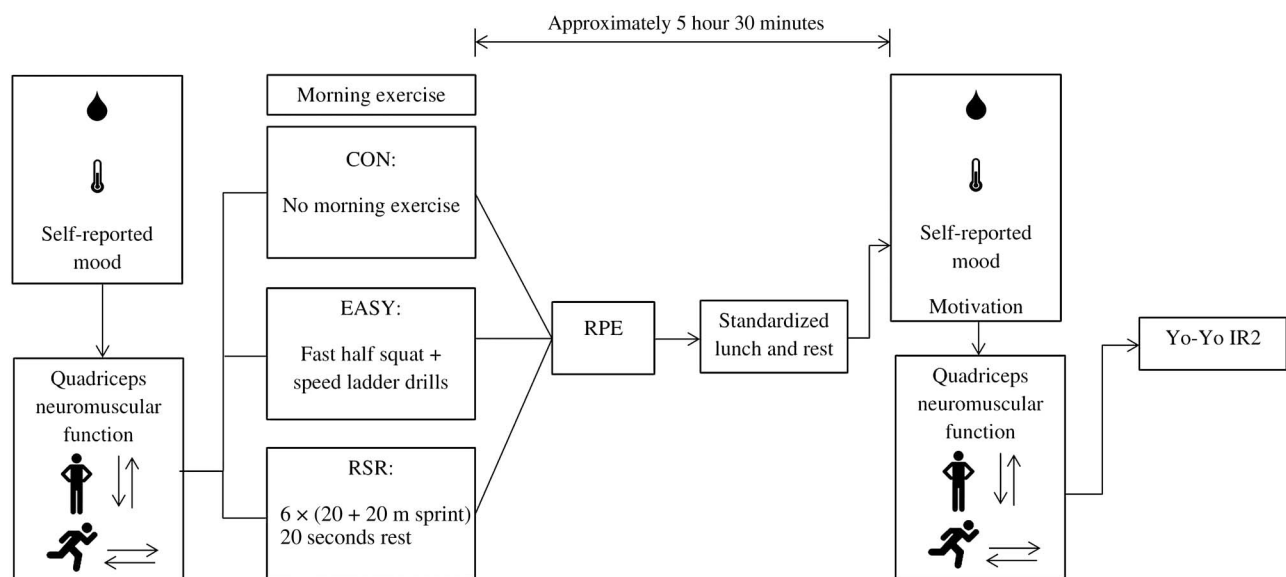 Approximately 5 hour 30 minutes
Self-reported
mood
Quadriceps
neuromuscular
function
Morning exercise
CON:
No morning exercise
EASY:
Fast half squat +
speed ladder drills
RSR:
6 × (20 + 20 m sprint)
20 seconds rest
RPE
Standardized
lunch and rest
Self-reported
mood
Motivation
Quadriceps
neuromuscular
function
Yo-Yo IR2